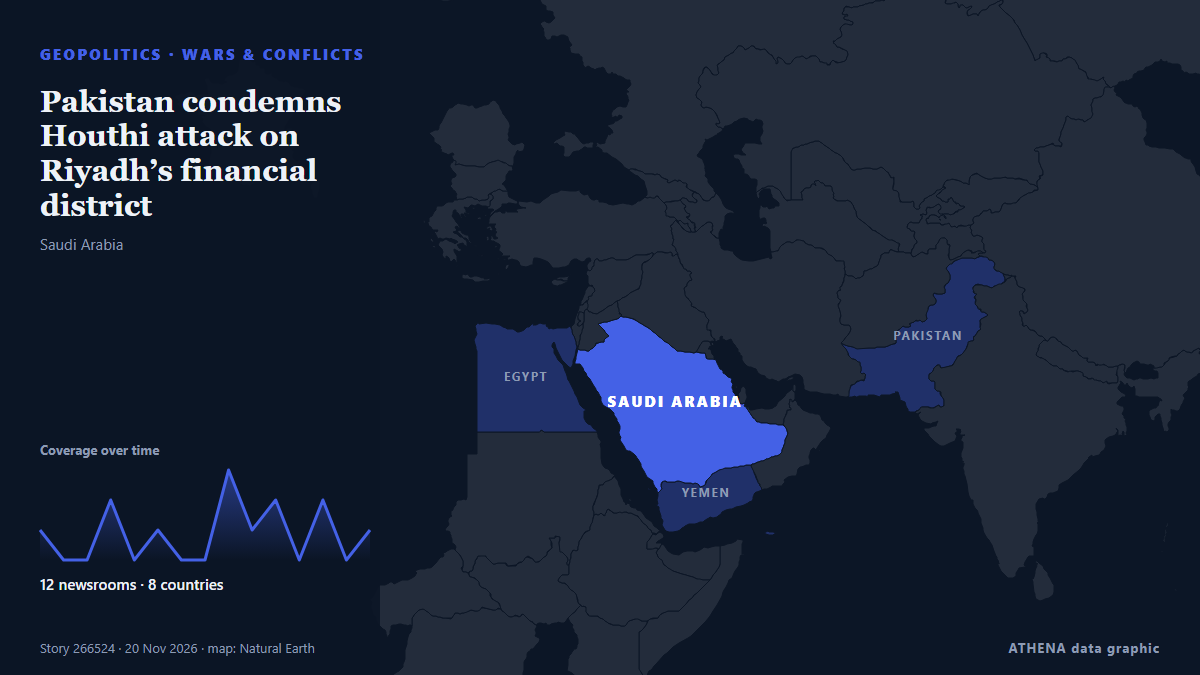 GEOPOLITICS · WARS & CONFLICTS
Pakistan condemns
Houthi attack on
Riyadh’s financial
district
Saudi Arabia
PAKISTAN
EGYPT
SAUDI ARABIA
YEMEN
Coverage over time
12 newsrooms · 8 countries
Story 266524 · 20 Nov 2026 · map: Natural Earth
ATHENA data graphic